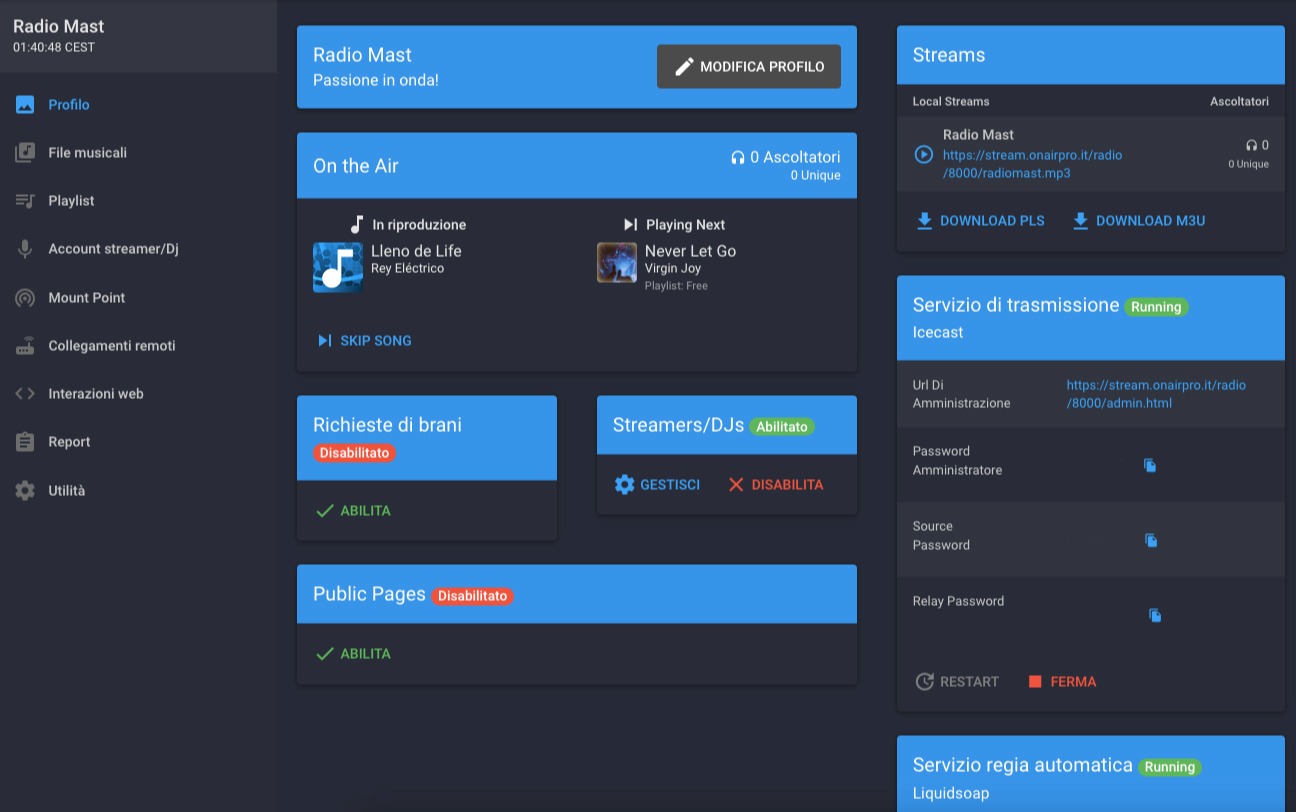 Radio Mast
01:40:48 CEST
Profilo
File musicali
Playlist
Account streamer/Dj
Mount Point
Collegamenti remoti
Interazioni web
Report
Utilità
Radio Mast
Passione in onda!
MODIFICA PROFILO
On the Air
0 Ascoltatori
0 Unique
In riproduzione
Lleno de Life
Rey Eléctrico
Playing Next
Never Let Go
Virgin Joy
Playlist: Free
SKIP SONG
Richieste di brani
Disabilitato
ABILITA
Streamers/DJs Abilitato
GESTISCI
DISABILITA
Public Pages Disabilitato
ABILITA
Streams
Local Streams
Ascoltatori
Radio Mast
https://stream.onairpro.it/radio
/8000/radiomast.mp3
0
0 Unique
DOWNLOAD PLS
DOWNLOAD M3U
Servizio di trasmissione Running
Icecast
Url Di
Amministrazione
https://stream.onairpro.it/radio
/8000/admin.html
Password
Amministratore
Source
Password
Relay Password
RESTART
FERMA
Servizio regia automatica Running
Liquidsoap